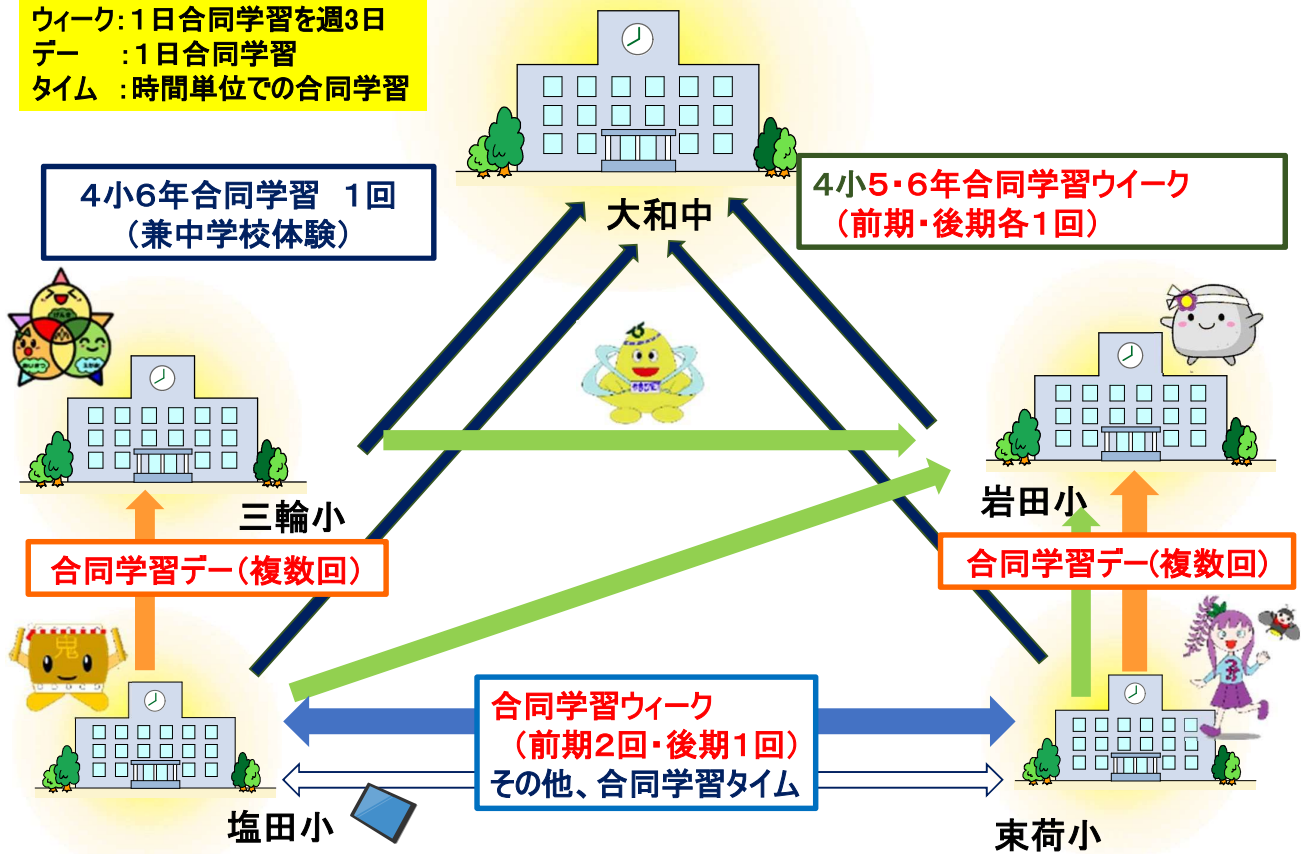 ウィーク：１日合同学習を週3日
デー　　：１日合同学習
タイム　：時間単位での合同学習
４小６年合同学習　１回
（兼中学校体験）
大和中
４小５・６年合同学習ウイーク
（前期・後期各１回）
三輪小
岩田小
合同学習デー（複数回）
合同学習デー（複数回）
鬼
合同学習ウィーク
（前期２回・後期１回）
その他、合同学習タイム
塩田小
束荷小